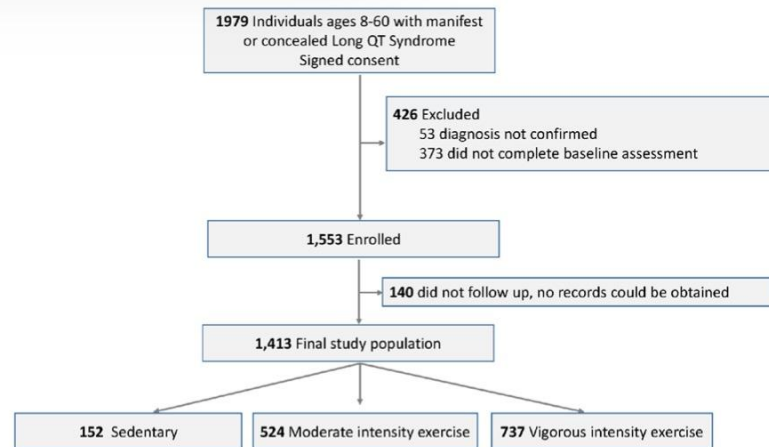 1979 Individuals ages 8-60 with manifest
or concealed Long QT Syndrome
Signed consent
426 Excluded
53 diagnosis not confirmed
373 did not complete baseline assessment
1,553 Enrolled
140 did not follow up, no records could be obtained
1,413 Final study population
152 Sedentary
524 Moderate intensity exercise
737 Vigorous intensity exercise